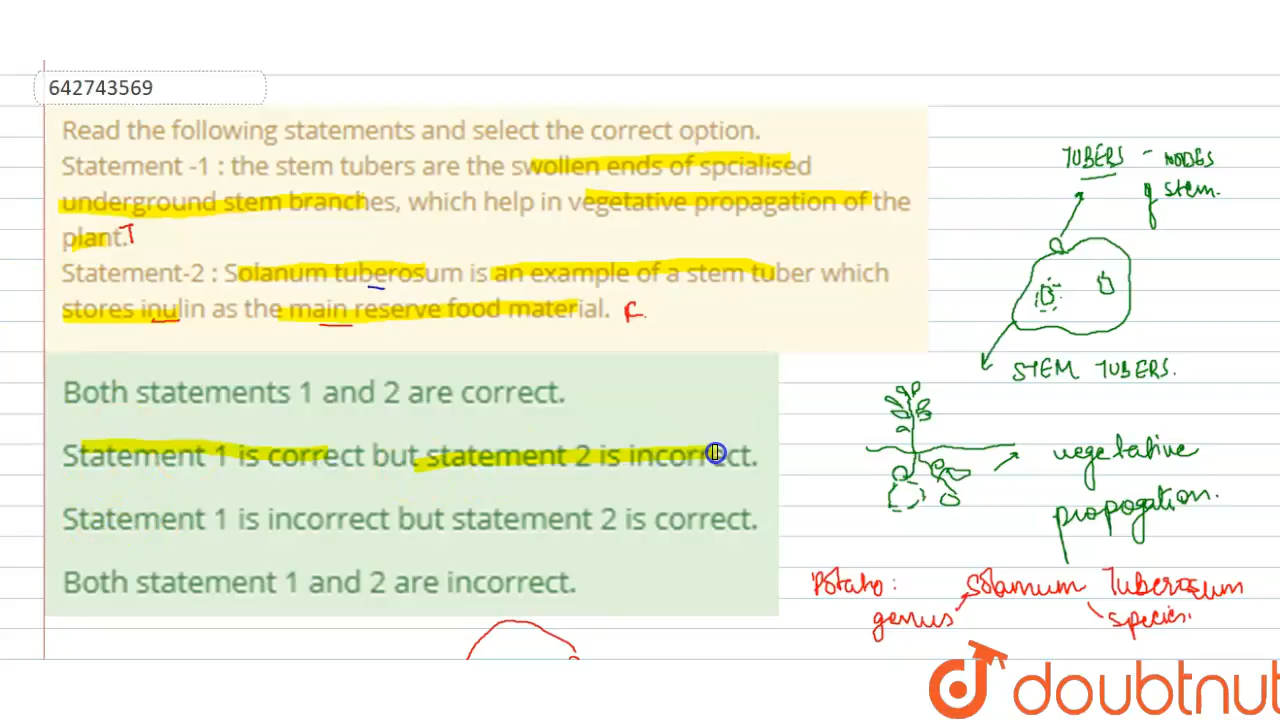 642743569
Read the following statements and select the correct option.
Statement -1 : the stem tubers are the swollen ends of spcialised
underground stem branches, which help in vegetative propagation of the
plant. T
Statement-2 : Solanum tuberosum is an example of a stem tuber which
stores inulin as the main reserve food material. F.
Both statements 1 and 2 are correct.
Statement 1 is correct but statement 2 is incorrect.
Statement 1 is incorrect but statement 2 is correct.
Both statement 1 and 2 are incorrect.
TUBERS - NODES
of stem.
STEM TUBERS.
vegetative
propogation.
Potato : Solanum Tuberosum
genus species.
doubtnut